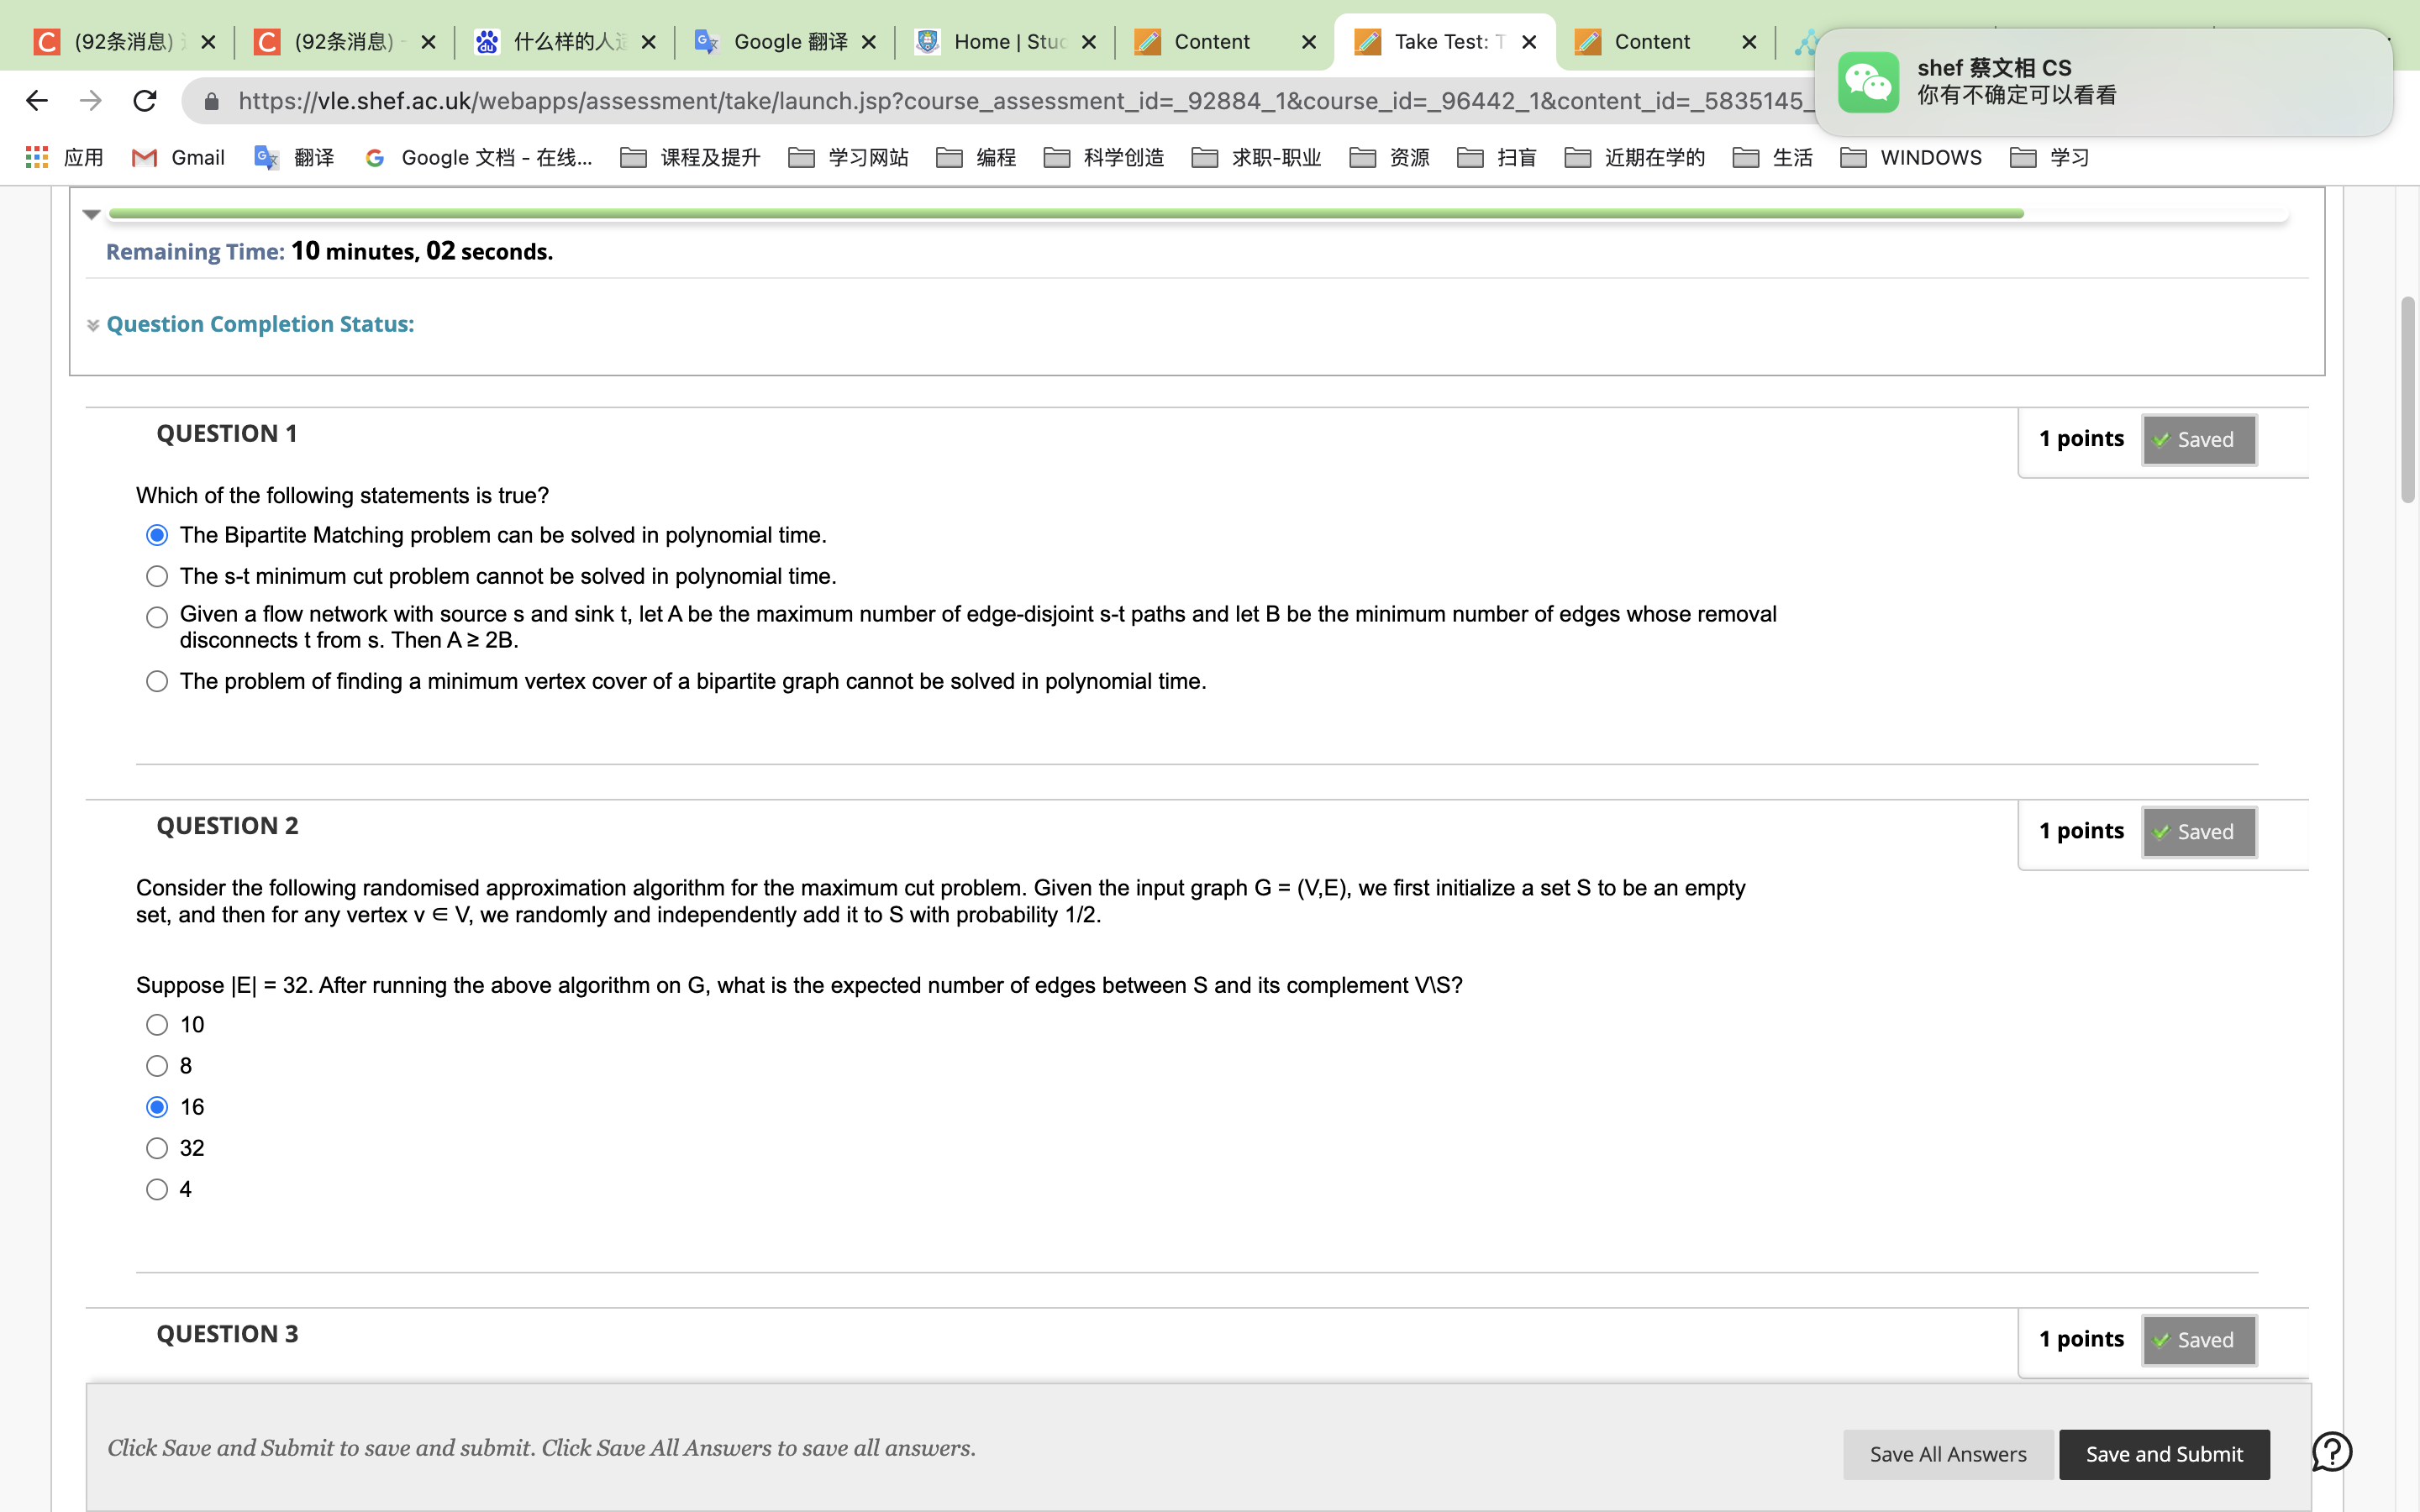 (92条消息)
(92条消息)
什么样的人
Google 翻译
Home | Stud
Content
Take Test: T
Content
shef 蔡文相 CS
你有不确定可以看看
https://vle.shef.ac.uk/webapps/assessment/take/launch.jsp?course_assessment_id=_92884_1&course_id=_96442_1&content_id=_5835145_
应用 Gmail 翻译 Google 文档 - 在线... 课程及提升 学习网站 编程 科学创造 求职-职业 资源 扫盲 近期在学的 生活 WINDOWS 学习
Remaining Time: 10 minutes, 02 seconds.
Question Completion Status:
QUESTION 1
1 points Saved
Which of the following statements is true?
The Bipartite Matching problem can be solved in polynomial time.
The s-t minimum cut problem cannot be solved in polynomial time.
Given a flow network with source s and sink t, let A be the maximum number of edge-disjoint s-t paths and let B be the minimum number of edges whose removal
disconnects t from s. Then A ≥ 2B.
The problem of finding a minimum vertex cover of a bipartite graph cannot be solved in polynomial time.
QUESTION 2
1 points Saved
Consider the following randomised approximation algorithm for the maximum cut problem. Given the input graph G = (V,E), we first initialize a set S to be an empty
set, and then for any vertex v ∈ V, we randomly and independently add it to S with probability 1/2.
Suppose |E| = 32. After running the above algorithm on G, what is the expected number of edges between S and its complement V\S?
10
8
16
32
4
QUESTION 3
1 points Saved
Click Save and Submit to save and submit. Click Save All Answers to save all answers.
Save All Answers
Save and Submit